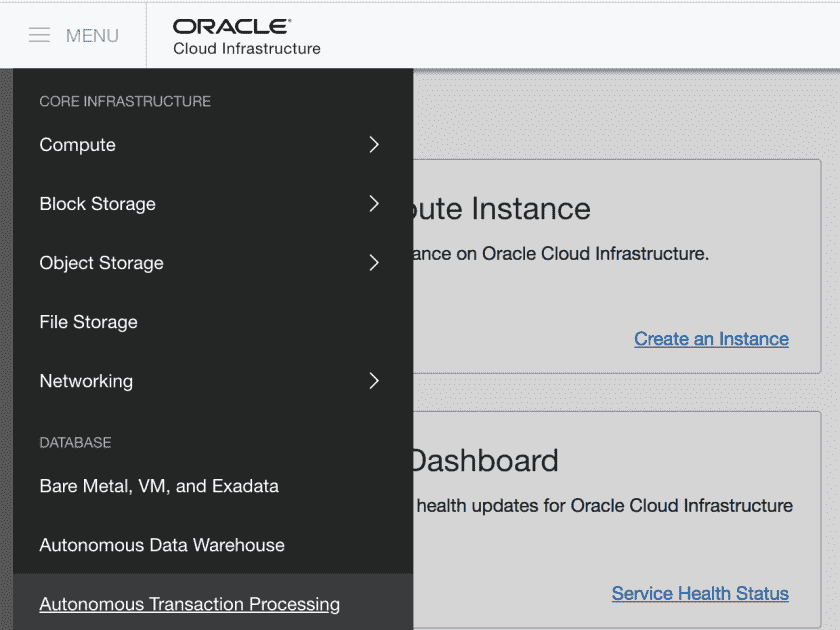 MENU
ORACLE
Cloud Infrastructure
CORE INFRASTRUCTURE
Compute
Block Storage
Object Storage
File Storage
Networking
DATABASE
Bare Metal, VM, and Exadata
Autonomous Data Warehouse
Autonomous Transaction Processing
Instance
on Oracle Cloud Infrastructure.
Create an Instance
Dashboard
health updates for Oracle Cloud Infrastructure
Service Health Status